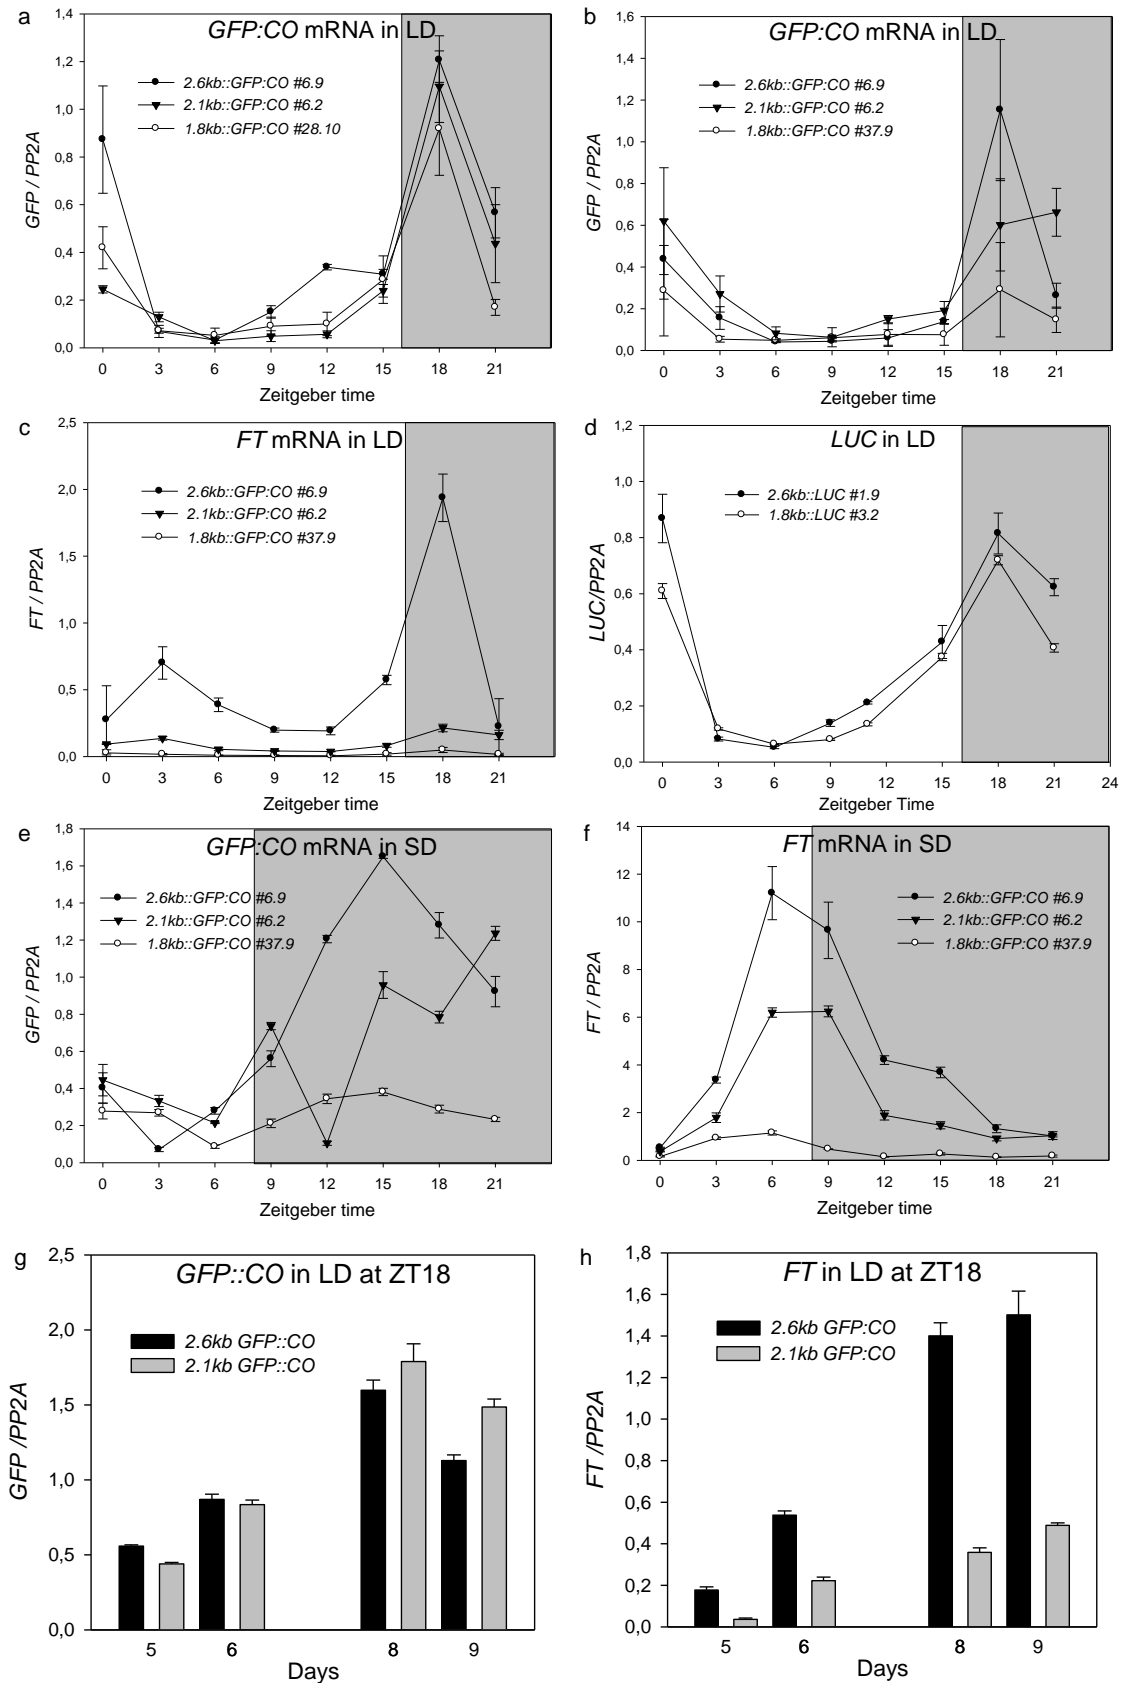 a
GFP:CO mRNA in LD
1,4
1,2
1,0
0,8
0,6
0,4
0,2
0,0
GFP / PP2A
2.6kb::GFP:CO #6.9
2.1kb::GFP:CO #6.2
1.8kb::GFP:CO #28.10
0 3 6 9 12 15 18 21
Zeitgeber time
b
GFP:CO mRNA in LD
1,6
1,4
1,2
1,0
0,8
0,6
0,4
0,2
0,0
GFP / PP2A
2.6kb::GFP:CO #6.9
2.1kb::GFP:CO #6.2
1.8kb::GFP:CO #37.9
0 3 6 9 12 15 18 21
Zeitgeber time
c
FT mRNA in LD
2,5
2,0
1,5
1,0
0,5
0,0
FT / PP2A
2.6kb::GFP:CO #6.9
2.1kb::GFP:CO #6.2
1.8kb::GFP:CO #37.9
0 3 6 9 12 15 18 21
Zeitgeber time
d
LUC in LD
1,2
1,0
0,8
0,6
0,4
0,2
0,0
LUC/PP2A
2.6kb::LUC #1.9
1.8kb::LUC #3.2
0 3 6 9 12 15 18 21 24
Zeitgeber Time
e
GFP:CO mRNA in SD
1,8
1,6
1,4
1,2
1,0
0,8
0,6
0,4
0,2
0,0
GFP / PP2A
2.6kb::GFP:CO #6.9
2.1kb::GFP:CO #6.2
1.8kb::GFP:CO #37.9
0 3 6 9 12 15 18 21
Zeitgeber time
f
FT mRNA in SD
14
12
10
8
6
4
2
0
FT / PP2A
2.6kb::GFP:CO #6.9
2.1kb::GFP:CO #6.2
1.8kb::GFP:CO #37.9
0 3 6 9 12 15 18 21
Zeitgeber time
g
GFP::CO in LD at ZT18
2,5
2,0
1,5
1,0
0,5
0,0
GFP /PP2A
2.6kb GFP::CO
2.1kb GFP::CO
5 6 8 9
Days
h
FT in LD at ZT18
1,8
1,6
1,4
1,2
1,0
0,8
0,6
0,4
0,2
0,0
FT /PP2A
2.6kb GFP:CO
2.1kb GFP:CO
5 6 8 9
Days